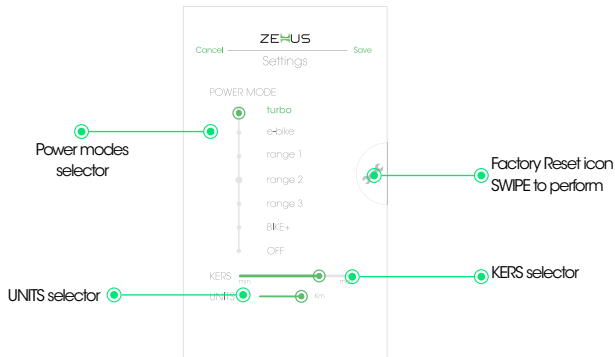 ZEHUS
Cancel
Save
Settings
POWER MODE
turbo
e-bike
range 1
range 2
range 3
BIKE+
OFF
KERS
min
UNITS
Km
Power modes
selector
UNITS selector
Factory Reset icon
SWIPE to perform
KERS selector